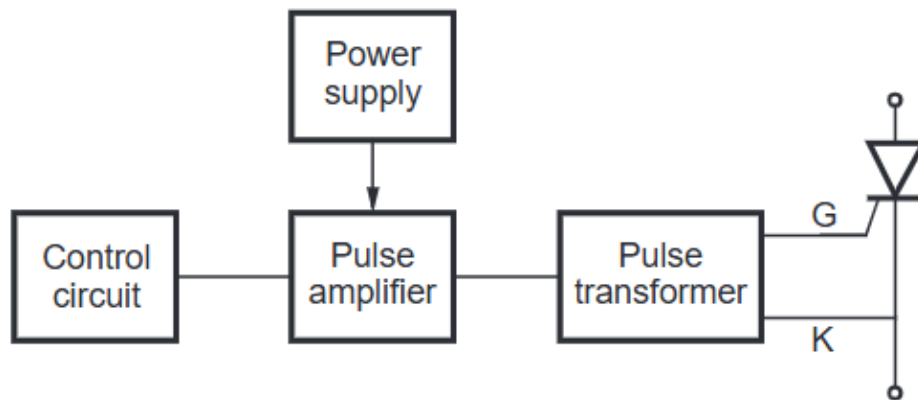 Power
supply
Control
circuit
Pulse
amplifier
Pulse
transformer
G
K